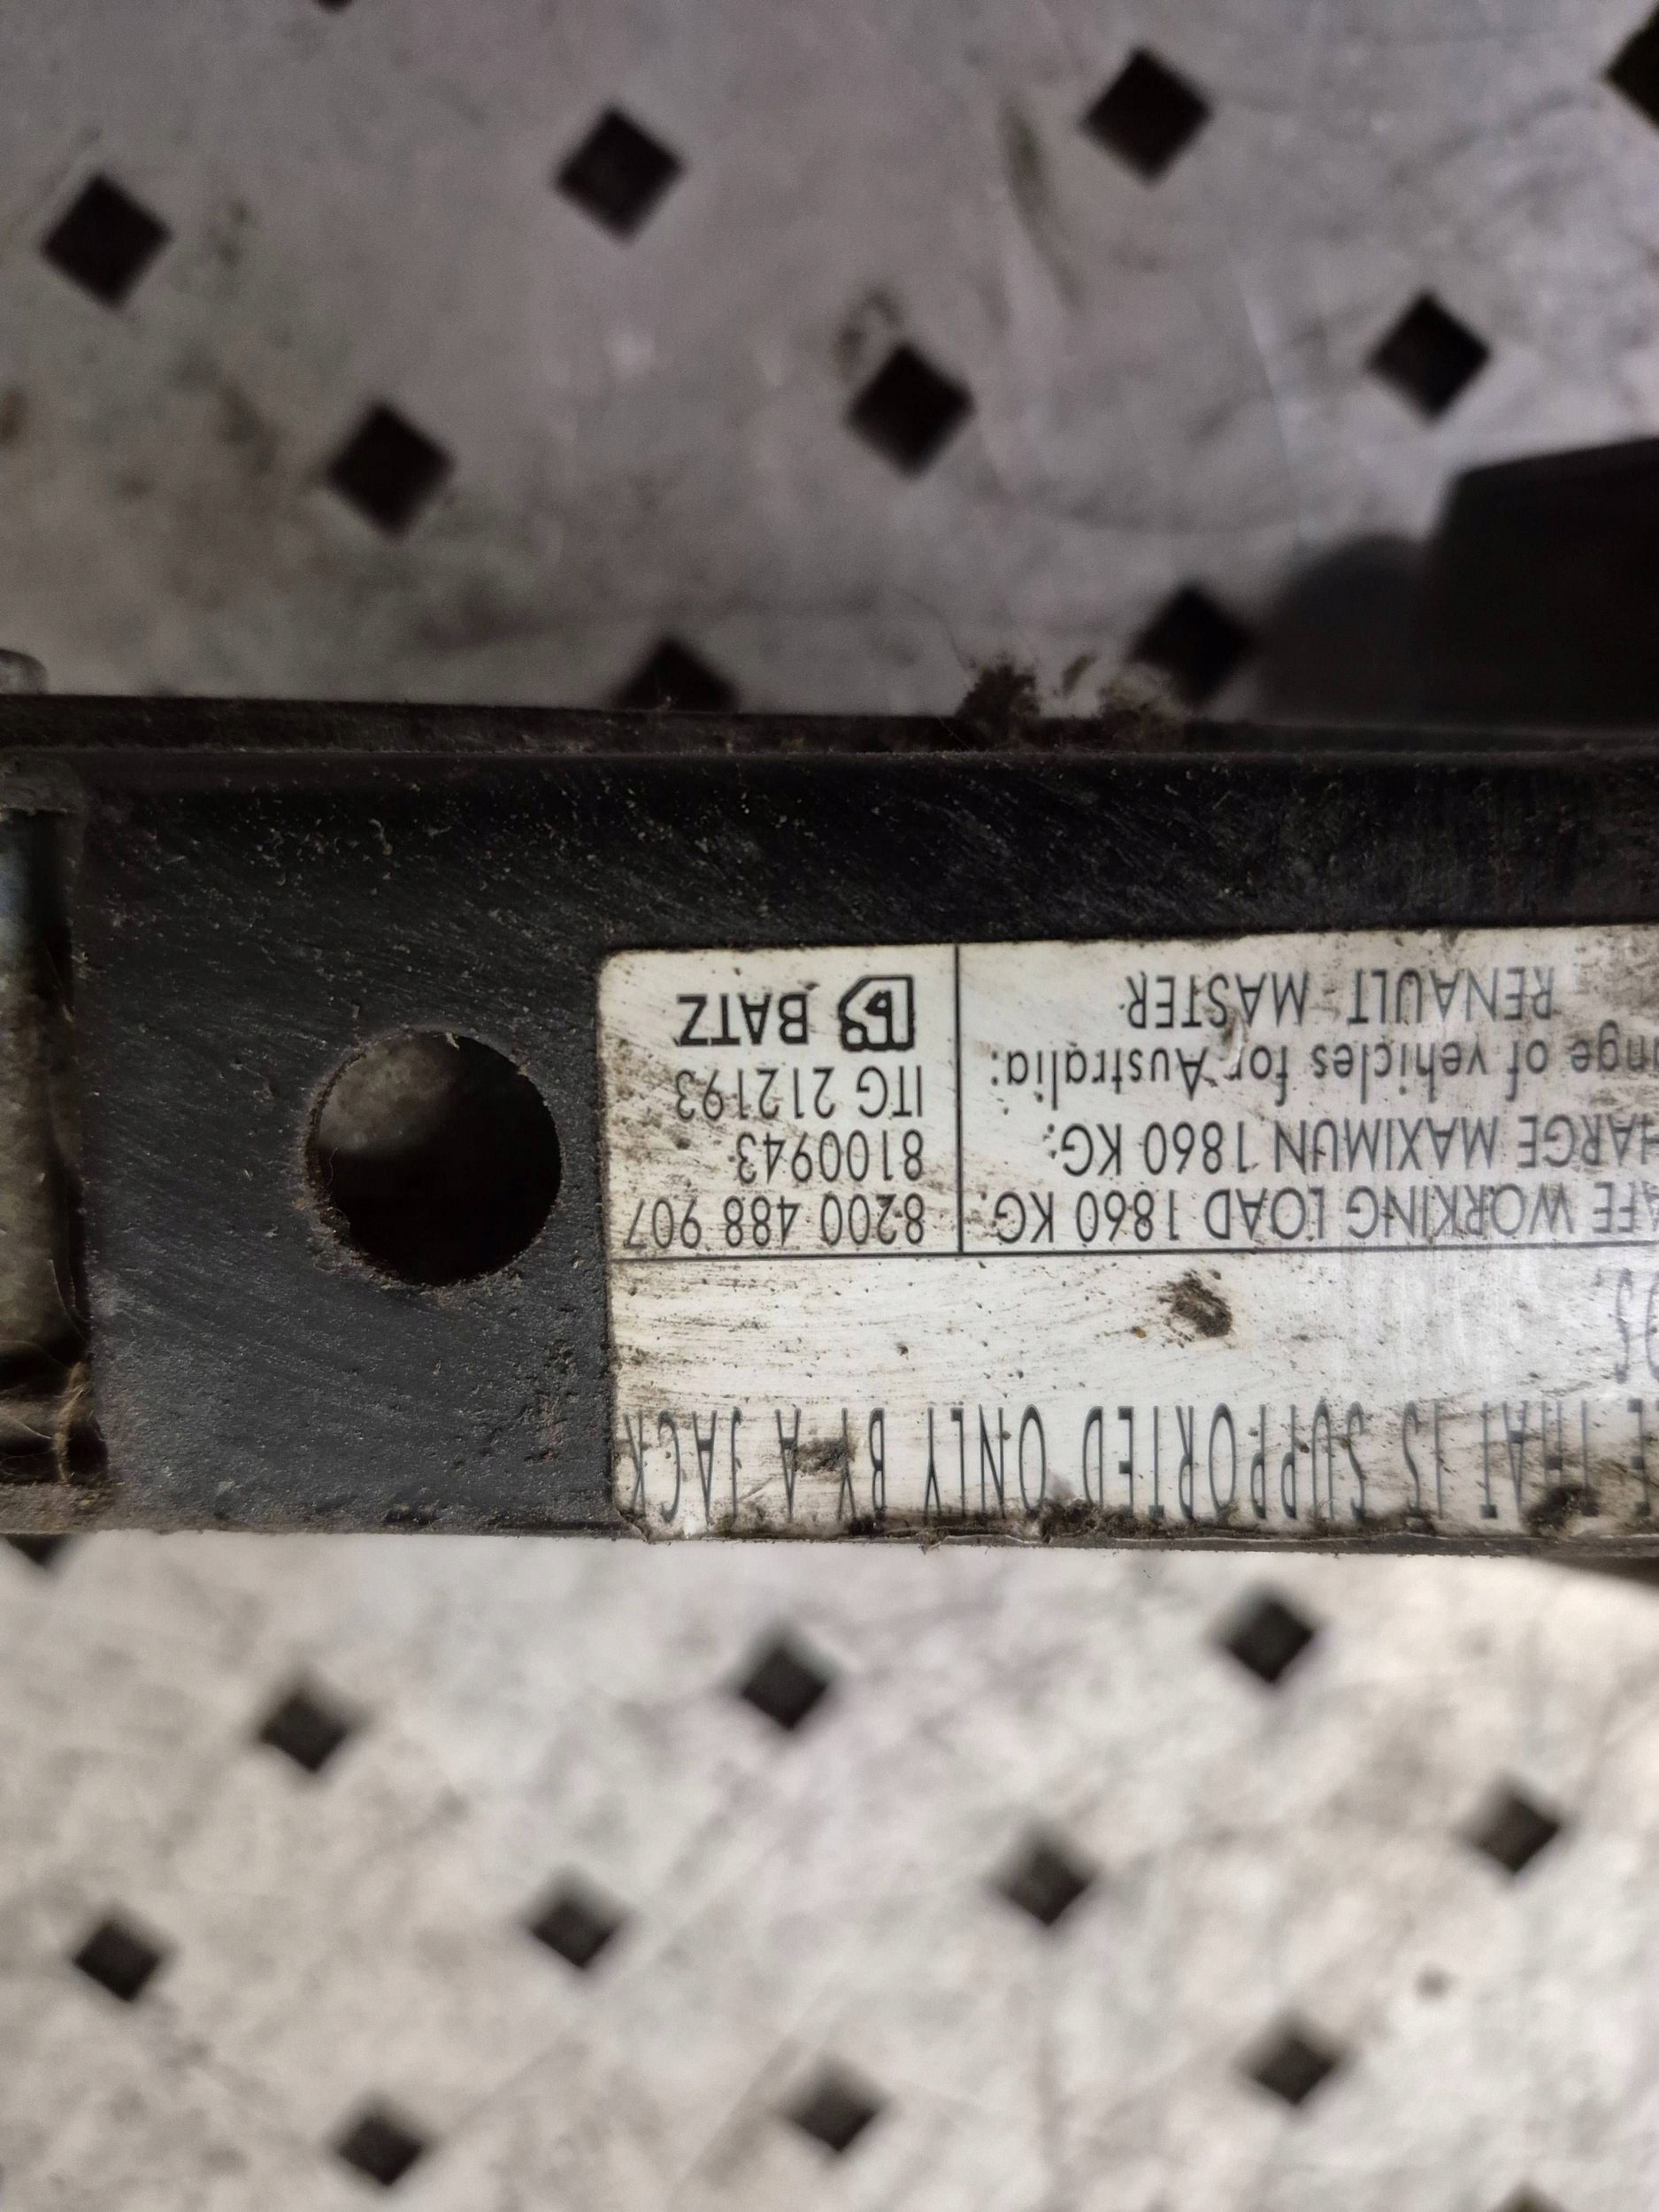 THAT IS SUPPORTED ONLY BY A JACK
AFE WORKING LOAD 1860 KG.
HARGE MAXIMUN 1860 KG.
nge of vehicles for Australia:
RENAULT MASTER
8200 488 907
8100943
ITG 212193
BATZ